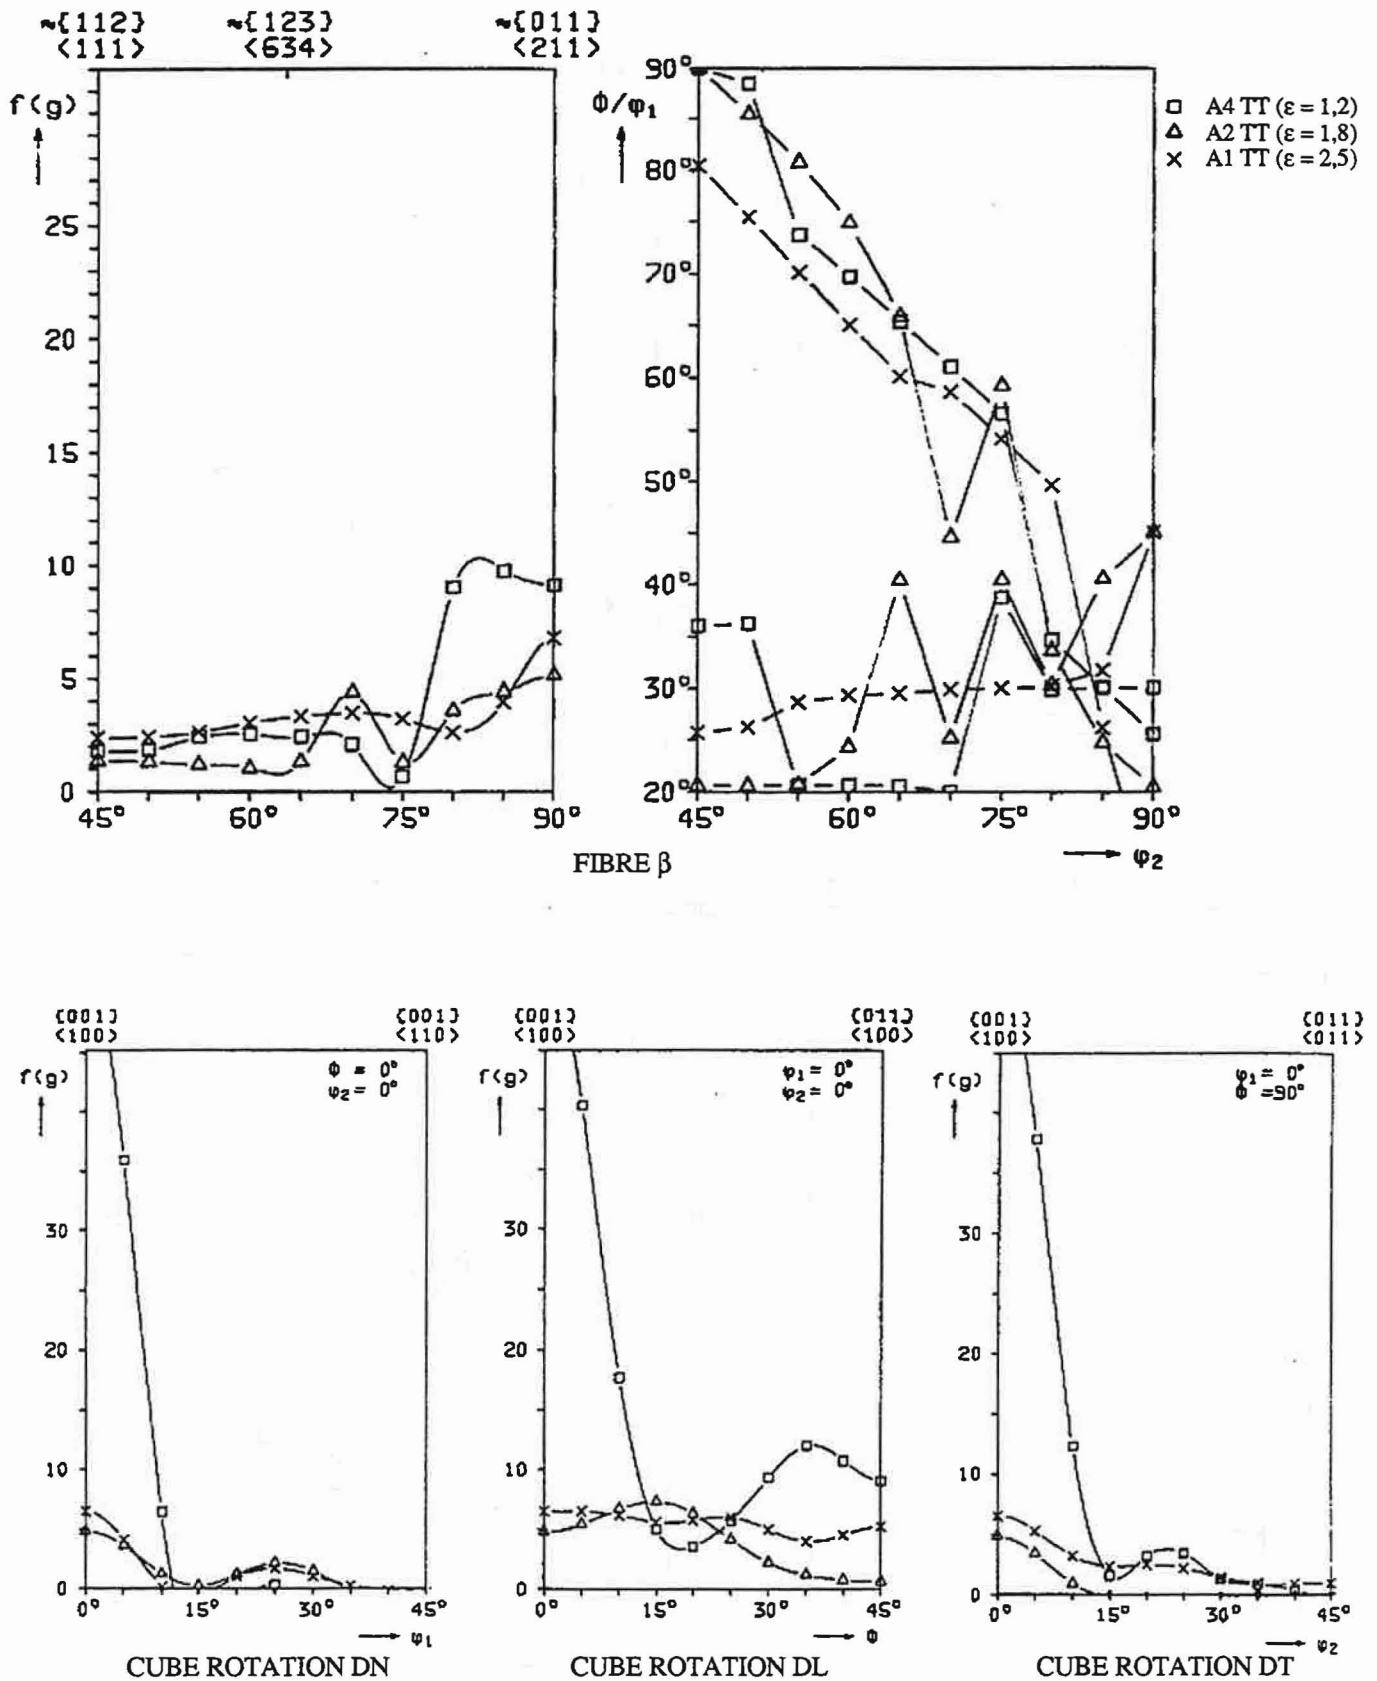 ≈{112} ≈{123} ≈{011}
<111> <634> <211>
f(g)
25
20
15
10
5
0
45° 60° 75° 90°
90°
Φ/φ₁
80°
70°
60°
50°
40°
30°
20°
45° 60° 75° 90°
φ₂
A4 TT (ε = 1,2)
A2 TT (ε = 1,8)
A1 TT (ε = 2,5)
FIBRE β
{001} {001}
<100> <110>
f(g)
Φ = 0°
φ₂= 0°
30
20
10
0
0° 15° 30° 45°
φ₁
CUBE ROTATION DN
{001} {011}
<100> <100>
f(g)
φ₁= 0°
φ₂= 0°
30
20
10
0
0° 15° 30° 45°
Φ
CUBE ROTATION DL
{001} {011}
<100> <011>
f(g)
φ₁= 0°
Φ =90°
30
20
10
0
0° 15° 30° 45°
φ₂
CUBE ROTATION DT